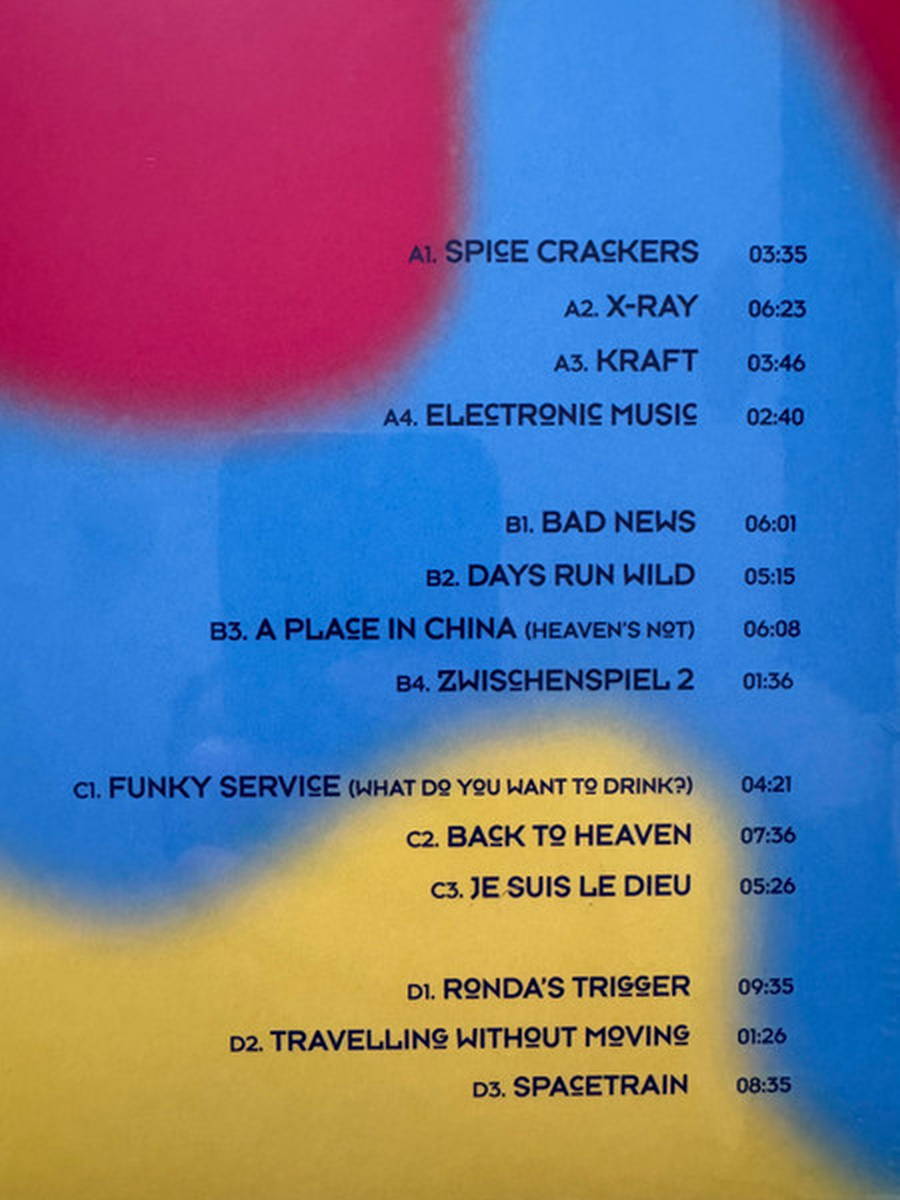 A1. SPICE CRACKERS 03:35
A2. X-RAY 06:23
A3. KRAFT 03:46
A4. ELECTRONIC MUSIC 02:40
B1. BAD NEWS 06:01
B2. DAYS RUN WILD 05:15
B3. A PLACE IN CHINA (HEAVEN'S NOT) 06:08
B4. ZWISCHENSPIEL 2 01:36
C1. FUNKY SERVICE (WHAT DO YOU WANT TO DRINK?) 04:21
C2. BACK TO HEAVEN 07:36
C3. JE SUIS LE DIEU 05:26
D1. RONDA'S TRIGGER 09:35
D2. TRAVELLING WITHOUT MOVING 01:26
D3. SPACETRAIN 08:35